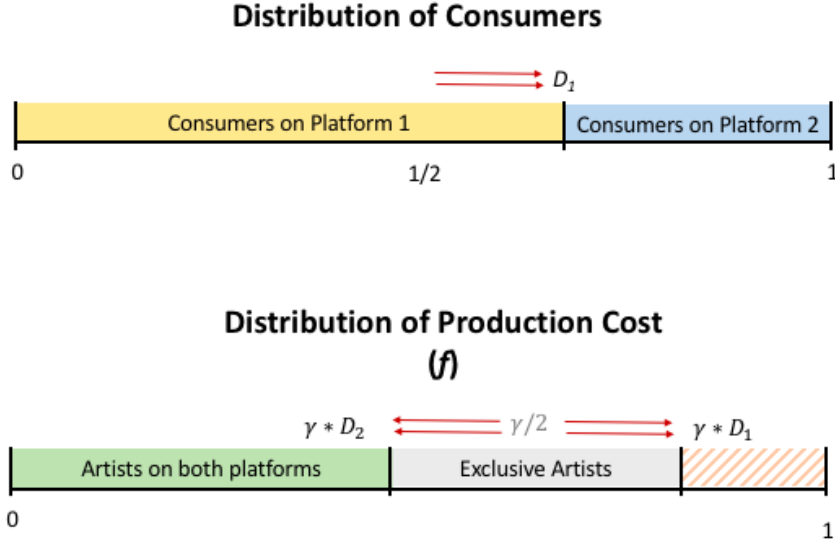 Distribution of Consumers
D₁
Consumers on Platform 1
Consumers on Platform 2
0
1/2
1
Distribution of Production Cost
(f)
γ ∗ D₂
γ/2
γ ∗ D₁
Artists on both platforms
Exclusive Artists
0
1